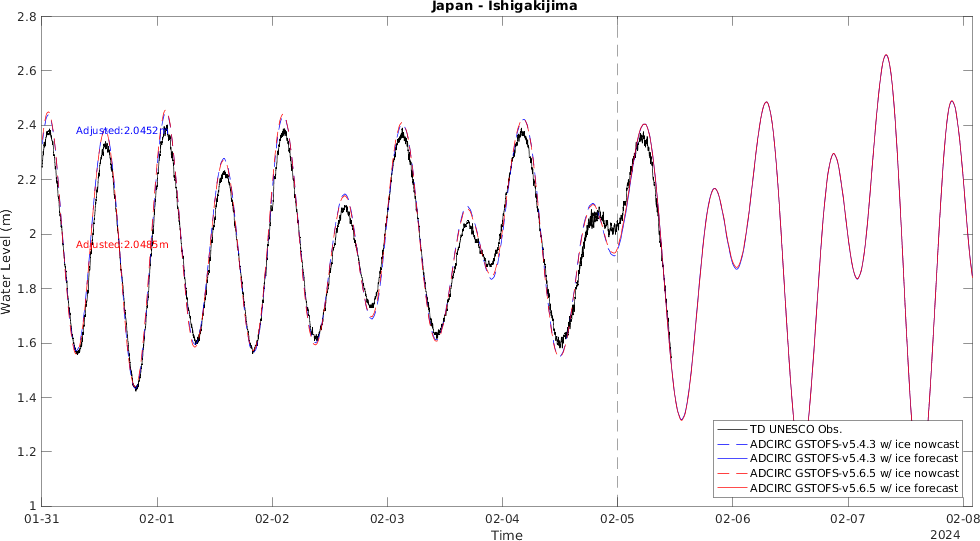 Japan - Ishigakijima
2.8
2.6
2.4
2.2
2
1.8
1.6
1.4
1.2
1
Water Level (m)
Adjusted:2.0452m
Adjusted:2.0485m
TD UNESCO Obs.
ADCIRC GSTOFS-v5.4.3 w/ ice nowcast
ADCIRC GSTOFS-v5.4.3 w/ ice forecast
ADCIRC GSTOFS-v5.6.5 w/ ice nowcast
ADCIRC GSTOFS-v5.6.5 w/ ice forecast
01-31 02-01 02-02 02-03 02-04 02-05 02-06 02-07 02-08
Time
2024